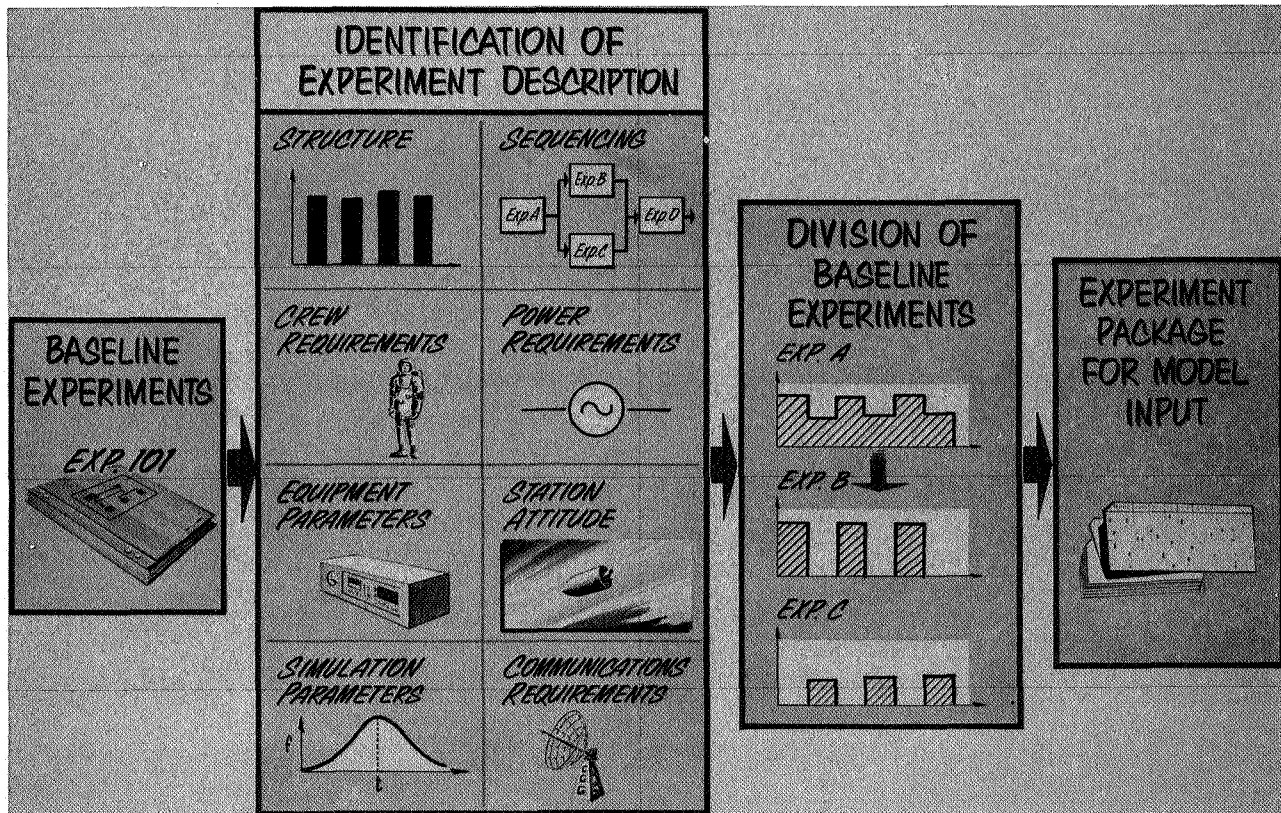 BASELINE
EXPERIMENTS
EXP. 101
IDENTIFICATION OF
EXPERIMENT DESCRIPTION
STRUCTURE
SEQUENCING
Exp.A
Exp.B
Exp.C
Exp.D
CREW
REQUIREMENTS
POWER
REQUIREMENTS
EQUIPMENT
PARAMETERS
STATION
ATTITUDE
SIMULATION
PARAMETERS
f
t
COMMUNICATIONS
REQUIREMENTS
DIVISION OF
BASELINE
EXPERIMENTS
EXP. A
EXP. B
EXP. C
EXPERIMENT
PACKAGE
FOR MODEL
INPUT